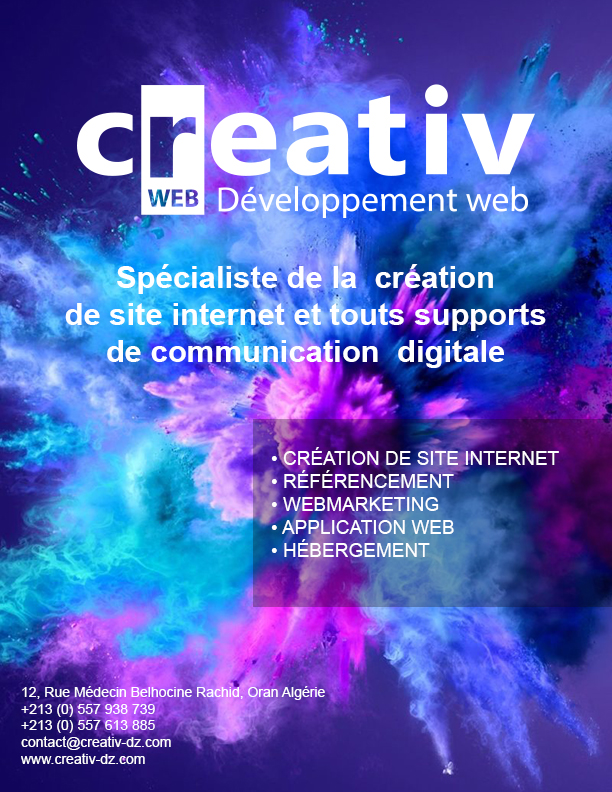 creativ
WEB Développement web
Spécialiste de la création
de site internet et touts supports
de communication digitale
• CRÉATION DE SITE INTERNET
• RÉFÉRENCEMENT
• WEBMARKETING
• APPLICATION WEB
• HÉBERGEMENT
12, Rue Médecin Belhocine Rachid, Oran Algérie
+213 (0) 557 938 739
+213 (0) 557 613 885
contact@creativ-dz.com
www.creativ-dz.com